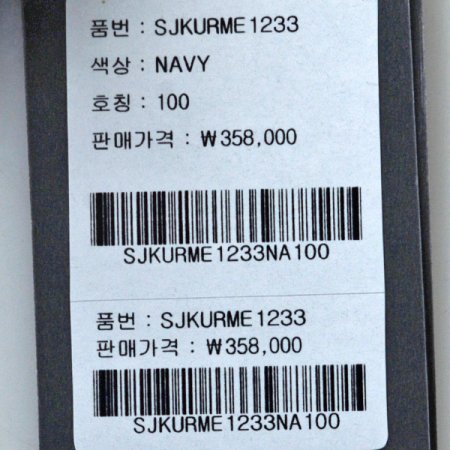 품번 : SJKURME1233
색상 : NAVY
호칭 : 100
판매가격 : ₩358,000
SJKURME1233NA100
품번 : SJKURME1233
판매가격 : ₩358,000
SJKURME1233NA100